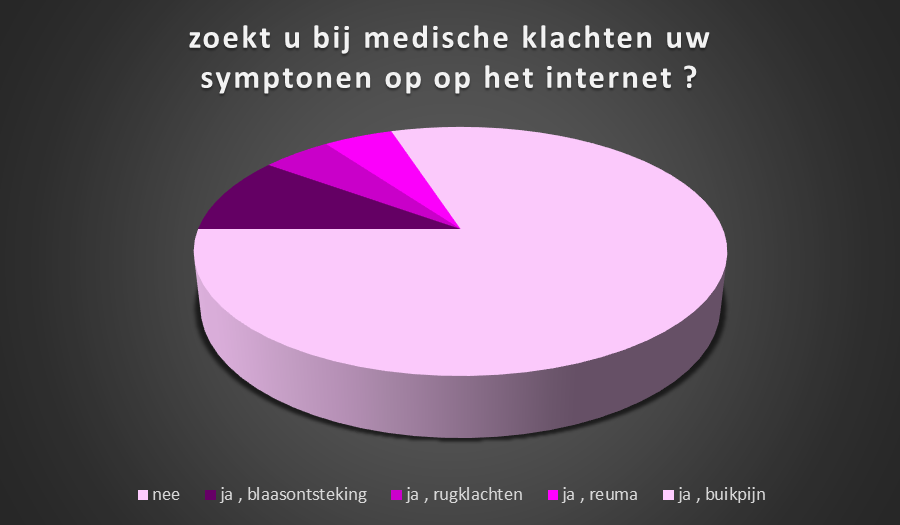 zoekt u bij medische klachten uw
symptonen op op het internet ?
nee ja , blaasontsteking ja , rugklachten ja , reuma ja , buikpijn